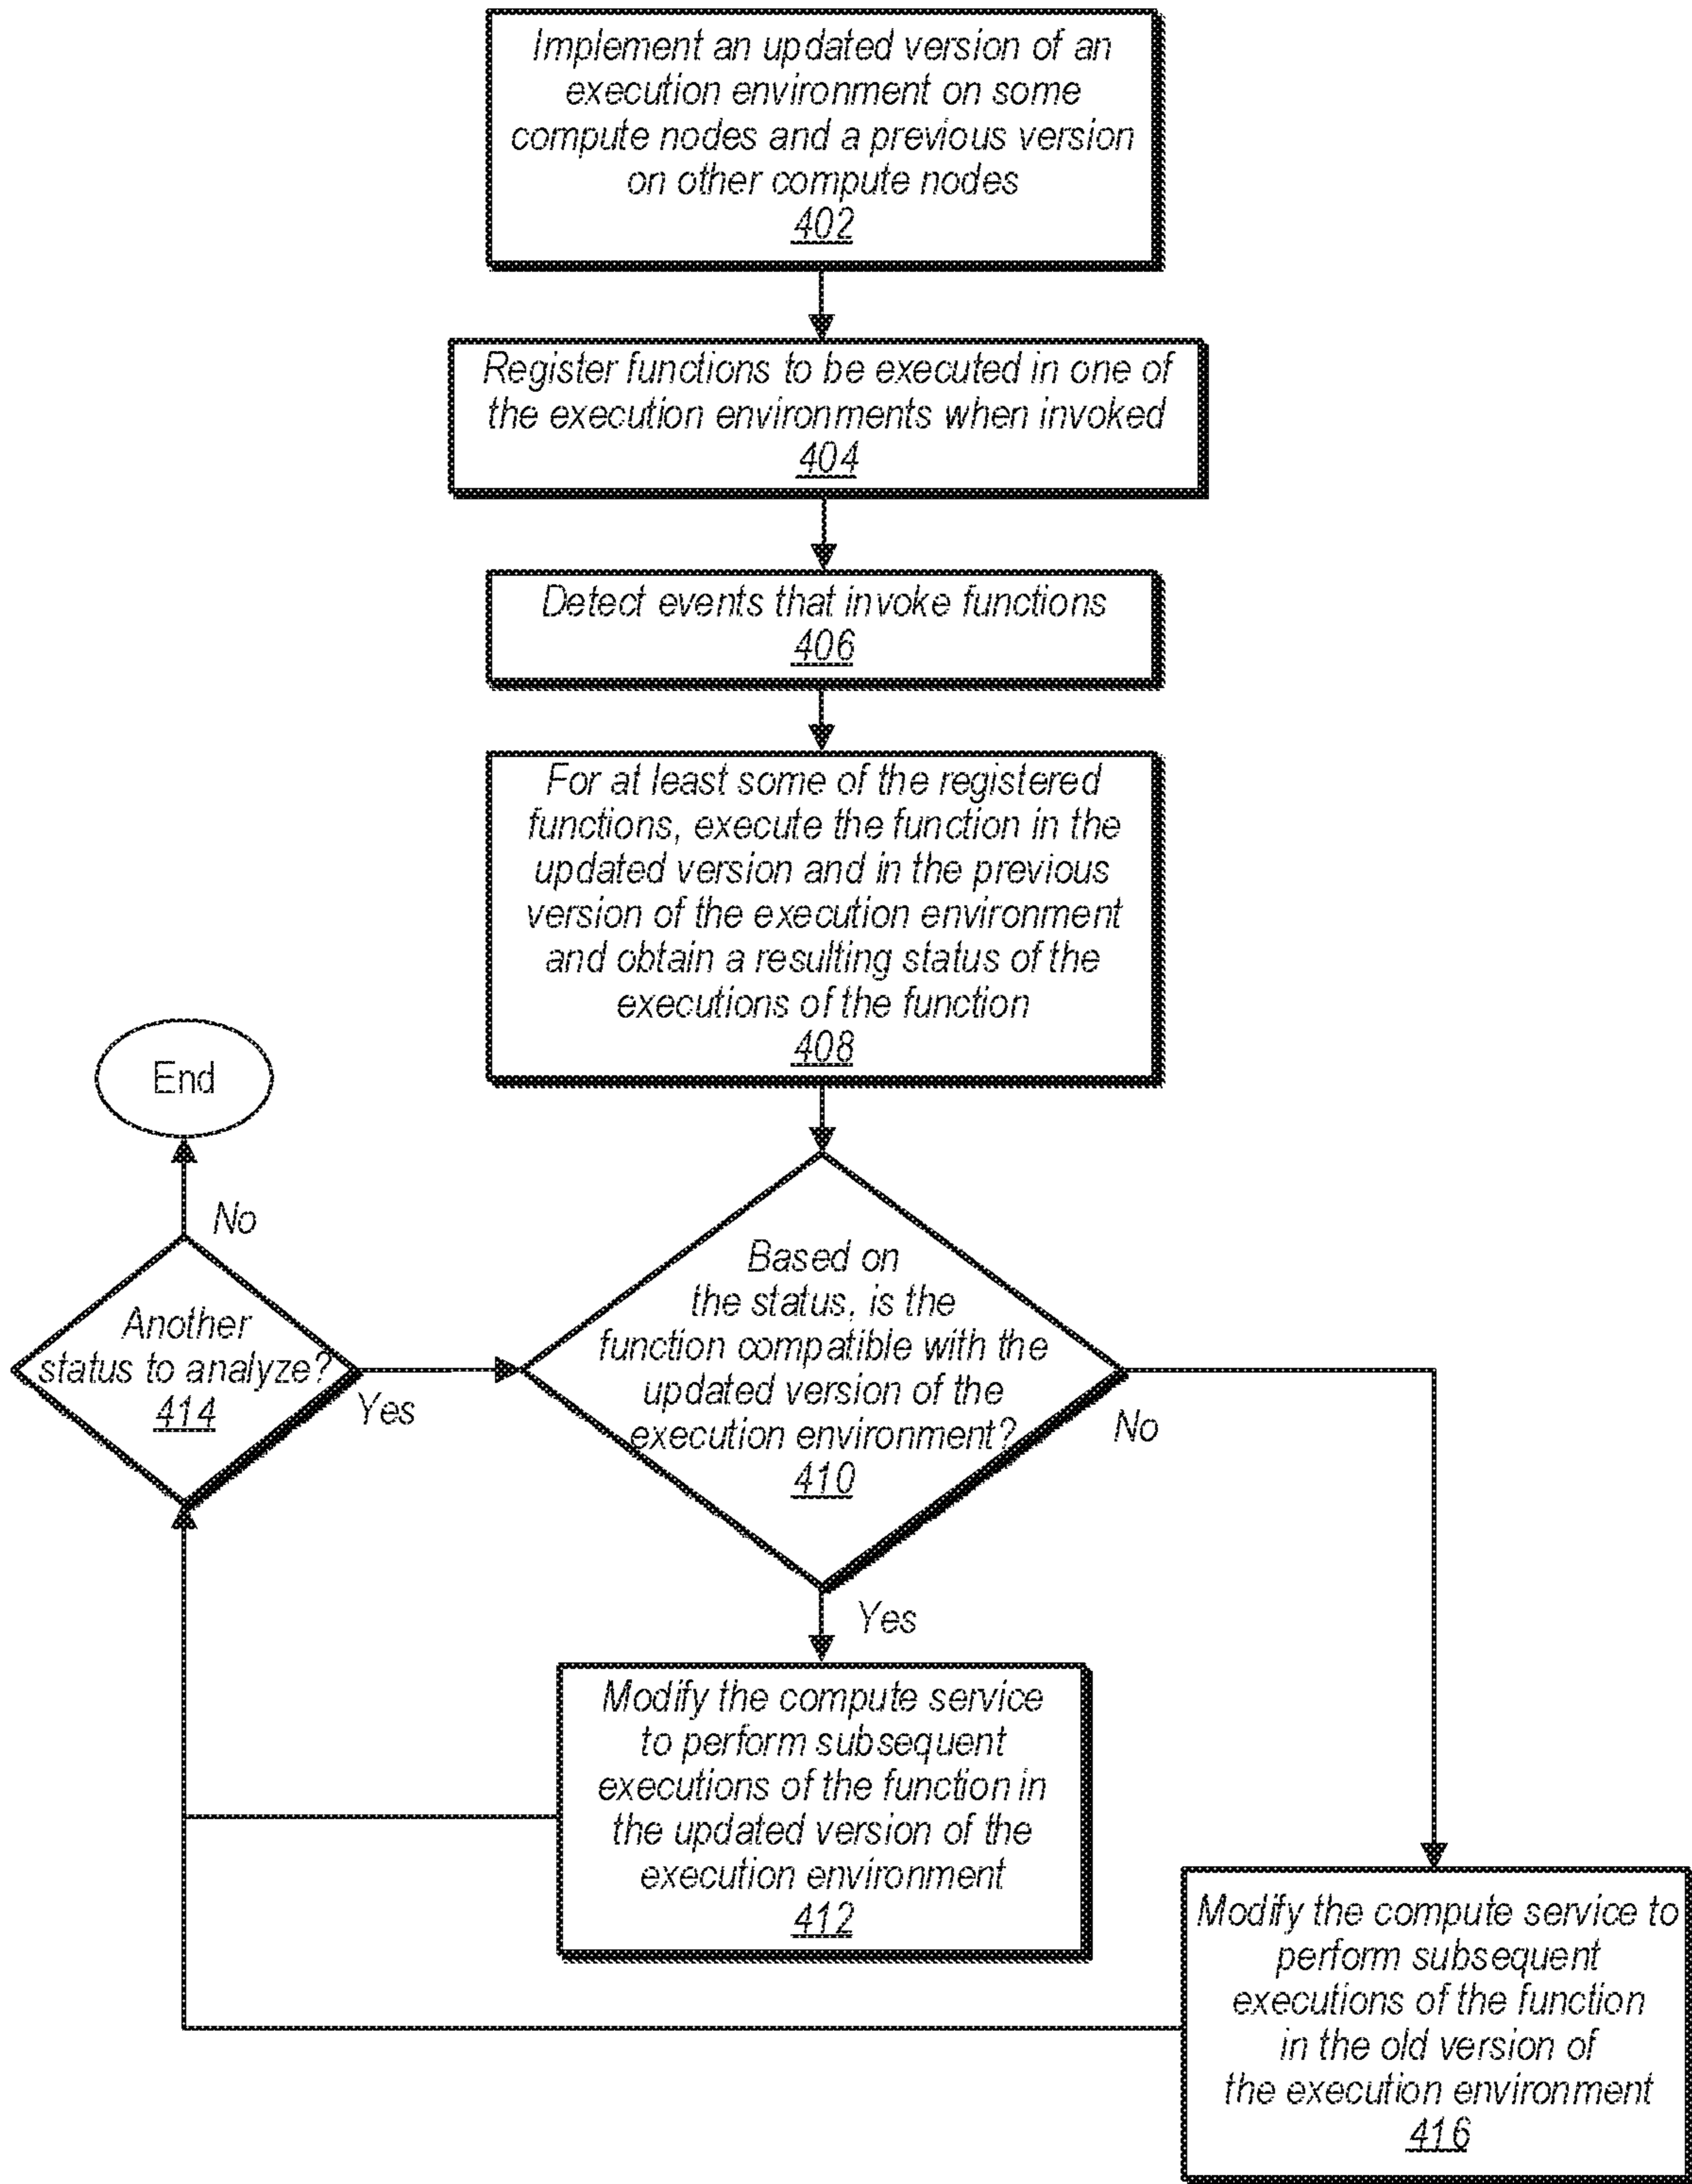 Implement an updated version of an
execution environment on some
compute nodes and a previous version
on other compute nodes
402
Register functions to be executed in one of
the execution environments when invoked
404
Detect events that invoke functions
406
For at least some of the registered
functions, execute the function in the
updated version and in the previous
version of the execution environment
and obtain a resulting status of the
executions of the function
408
End
No
Another
status to analyze?
414
Yes
Based on
the status, is the
function compatible with the
updated version of the
execution environment?
410
No
Yes
Modify the compute service
to perform subsequent
executions of the function in
the updated version of the
execution environment
412
Modify the compute service to
perform subsequent
executions of the function
in the old version of
the execution environment
416